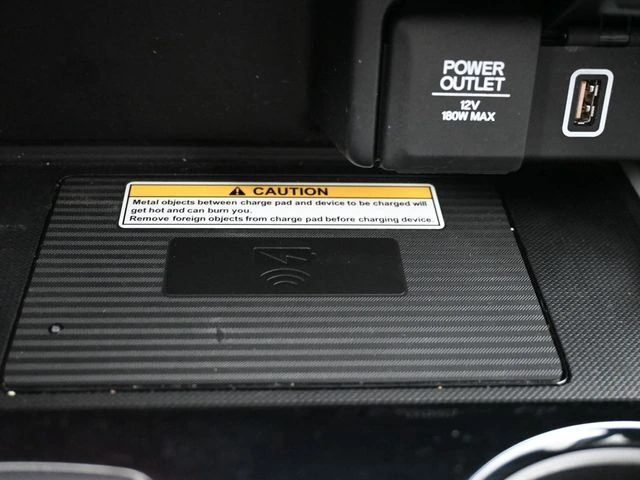 POWER
OUTLET
12V
180W MAX
CAUTION
Metal objects between charge pad and device to be charged will
get hot and can burn you.
Remove foreign objects from charge pad before charging device.